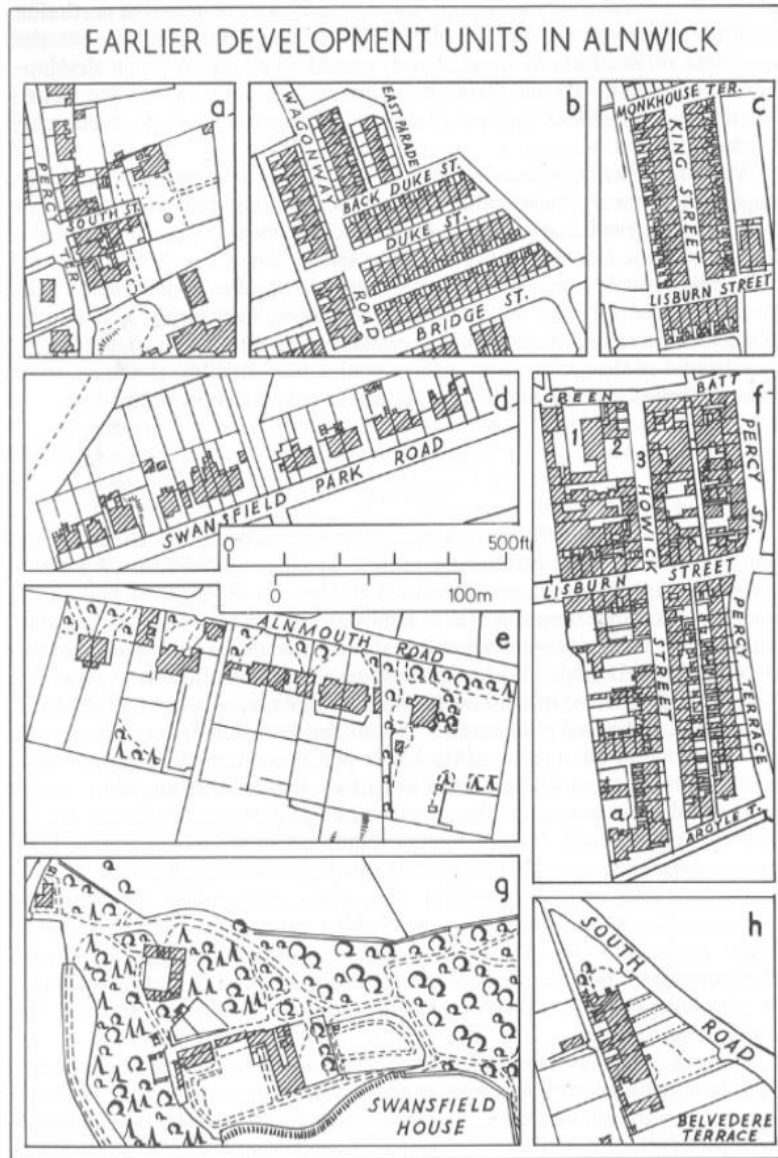 EARLIER DEVELOPMENT UNITS IN ALNWICK
a
PERCY TER.
SOUTH ST.
b
WAGONWAY ROAD
EAST PARADE
BACK DUKE ST.
DUKE ST.
BRIDGE ST.
c
MONKHOUSE TER.
KING STREET
LISBURN STREET
d
SWANSFIELD PARK ROAD
0 500ft
0 100m
e
ALNMOUTH ROAD
f
GREEN BATT
1
2
3
HOWICK STREET
PERCY ST.
LISBURN STREET
PERCY TERRACE
a
ARGYLE T.
g
SWANSFIELD
HOUSE
h
SOUTH ROAD
BELVEDERE
TERRACE